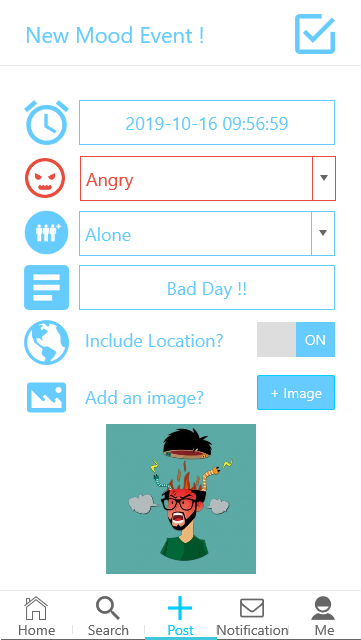 New Mood Event !
2019-10-16 09:56:59
Angry
Alone
Bad Day !!
Include Location?
ON
Add an image?
+ Image
Home
Search
Post
Notification
Me